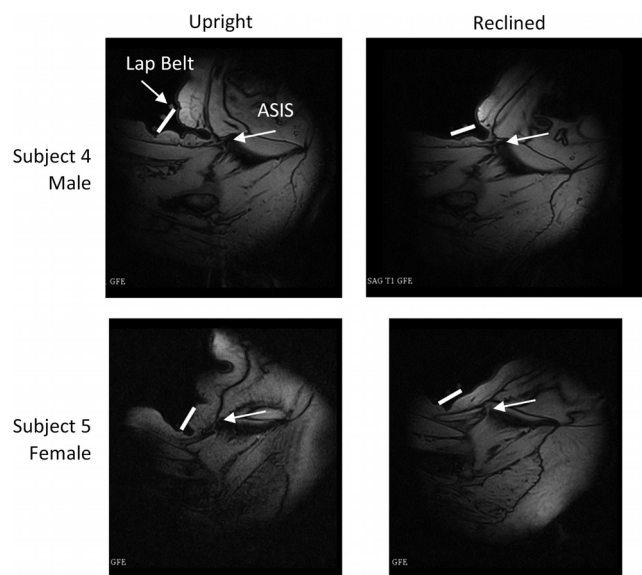 Upright
Reclined
Lap Belt
ASIS
Subject 4
Male
GFE
SAG T1 GFE
Subject 5
Female
GFE
GFE